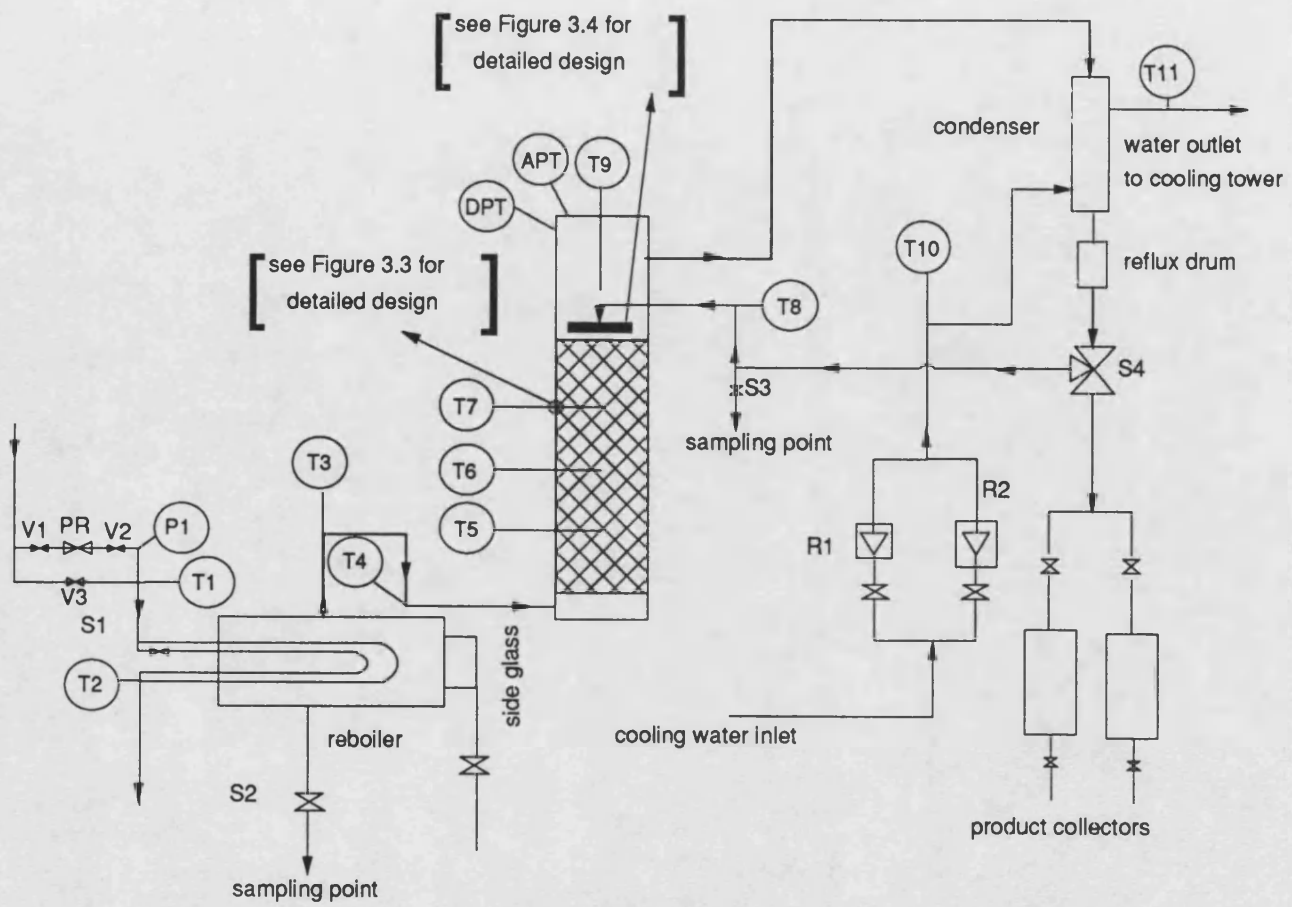 see Figure 3.4 for
detailed design
T11
condenser
water outlet
to cooling tower
APT
T9
DPT
T10
see Figure 3.3 for
detailed design
reflux drum
T8
S4
S3
T7
sampling point
T3
T6
R2
V1 PR V2 P1
T5
R1
T4
T1
V3
S1
side glass
T2
reboiler
cooling water inlet
S2
product collectors
sampling point